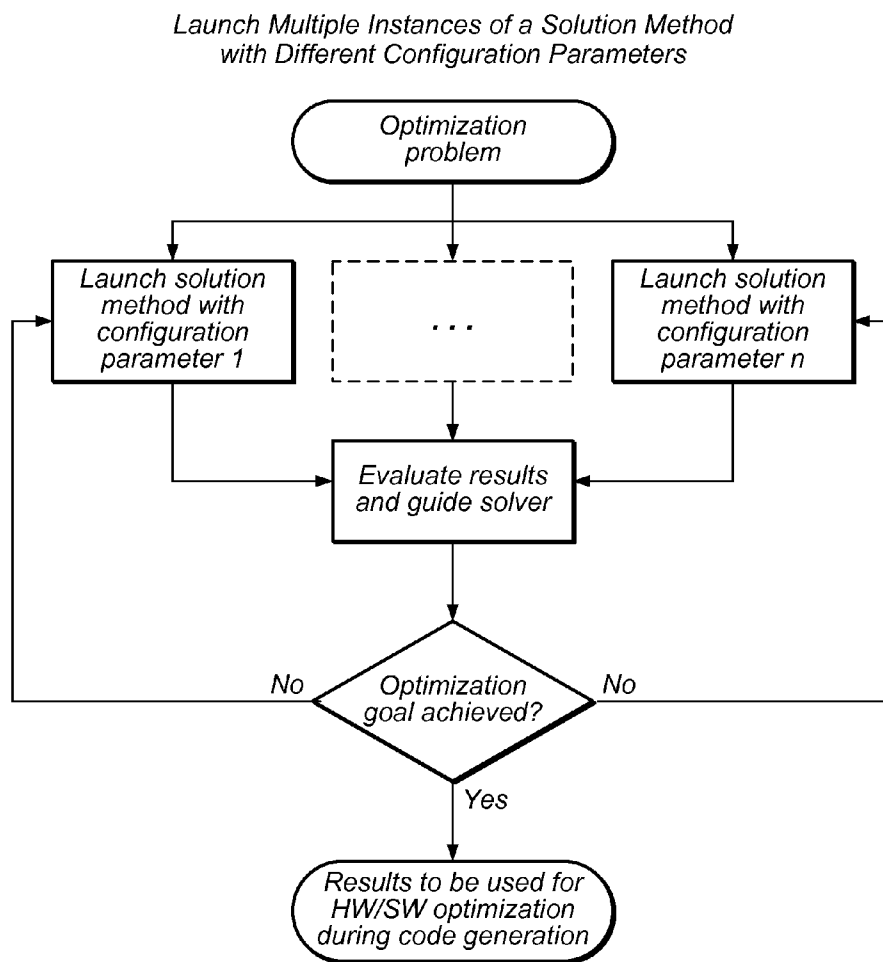 Launch Multiple Instances of a Solution Method
with Different Configuration Parameters
Optimization
problem
Launch solution
method with
configuration
parameter 1
...
Launch solution
method with
configuration
parameter n
Evaluate results
and guide solver
No
Optimization
goal achieved?
No
Yes
Results to be used for
HW/SW optimization
during code generation